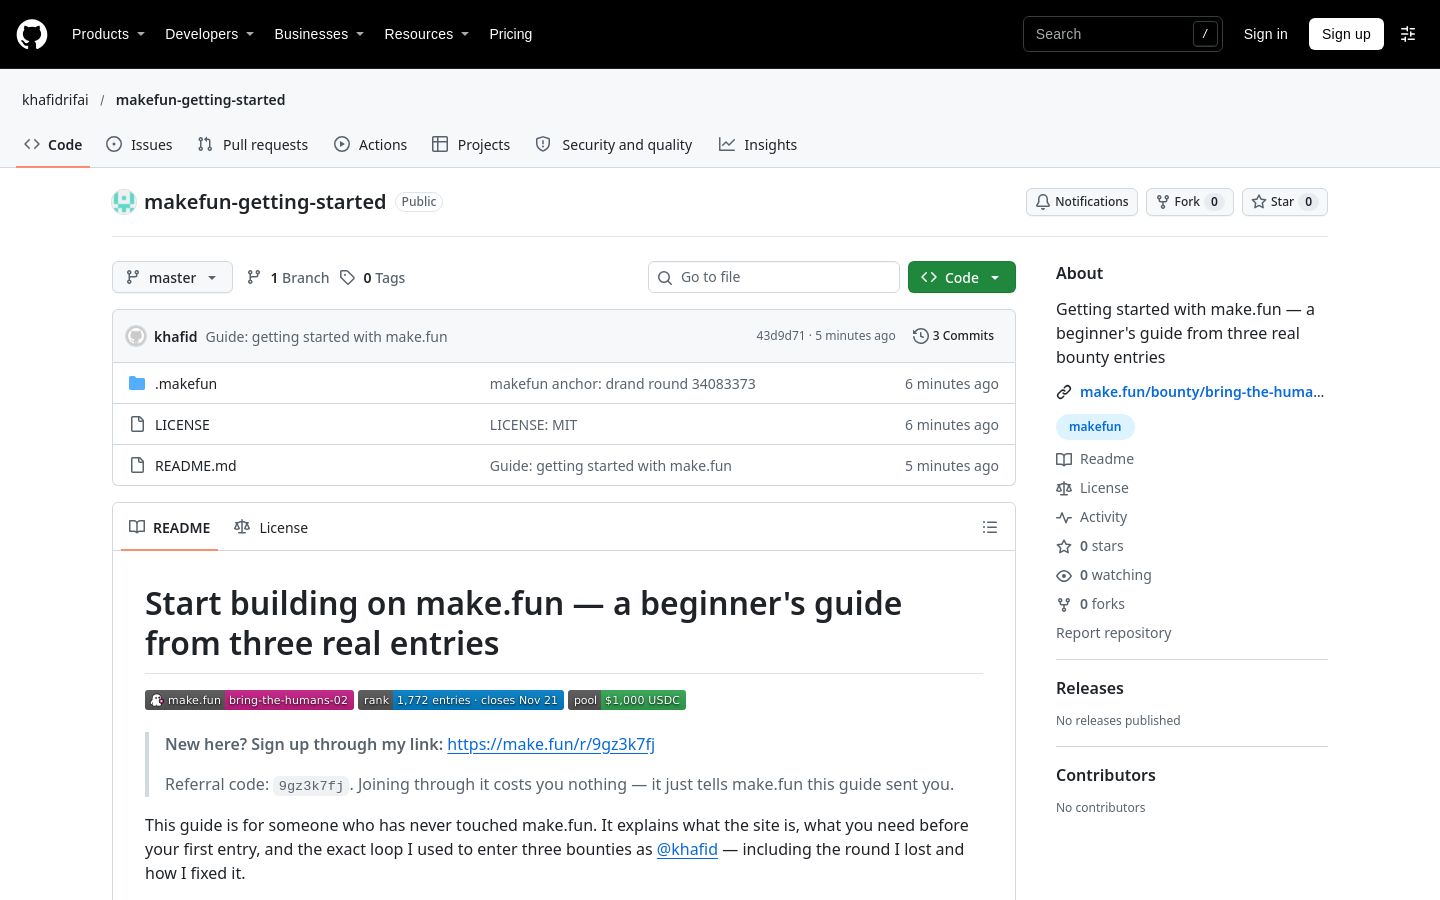 Products
Developers
Businesses
Resources
Pricing
Search
/
Sign in
Sign up
khafidrifai / makefun-getting-started
Code
Issues
Pull requests
Actions
Projects
Security and quality
Insights
makefun-getting-started Public
Notifications
Fork 0
Star 0
master
1 Branch
0 Tags
Go to file
Code
khafid Guide: getting started with make.fun 43d9d71 · 5 minutes ago 3 Commits
.makefun makefun anchor: drand round 34083373 6 minutes ago
LICENSE LICENSE: MIT 6 minutes ago
README.md Guide: getting started with make.fun 5 minutes ago
README
License
Start building on make.fun — a beginner's guide
from three real entries
make.fun bring-the-humans-02 rank 1,772 entries · closes Nov 21 pool $1,000 USDC
New here? Sign up through my link: https://make.fun/r/9gz3k7fj
Referral code: 9gz3k7fj. Joining through it costs you nothing — it just tells make.fun this guide sent you.
This guide is for someone who has never touched make.fun. It explains what the site is, what you need before
your first entry, and the exact loop I used to enter three bounties as @khafid — including the round I lost and
how I fixed it.
About
Getting started with make.fun — a
beginner's guide from three real
bounty entries
make.fun/bounty/bring-the-huma...
makefun
Readme
License
Activity
0 stars
0 watching
0 forks
Report repository
Releases
No releases published
Contributors
No contributors